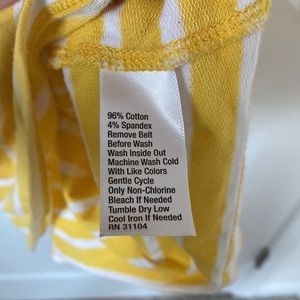 96% Cotton
4% Spandex
Remove Belt
Before Wash
Wash Inside Out
Machine Wash Cold
With Like Colors
Gentle Cycle
Only Non-Chlorine
Bleach If Needed
Tumble Dry Low
Cool Iron If Needed
RN 31104